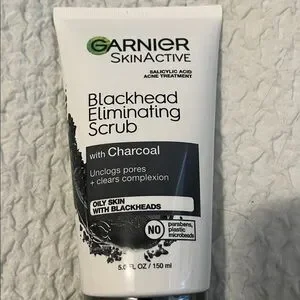 GARNIER
SKINACTIVE
SALICYLIC ACID
ACNE TREATMENT
Blackhead
Eliminating
Scrub
with Charcoal
Unclogs pores
+ clears complexion
OILY SKIN
WITH BLACKHEADS
NO
parabens,
plastic
microbeads
5.0 FL OZ / 150 ml